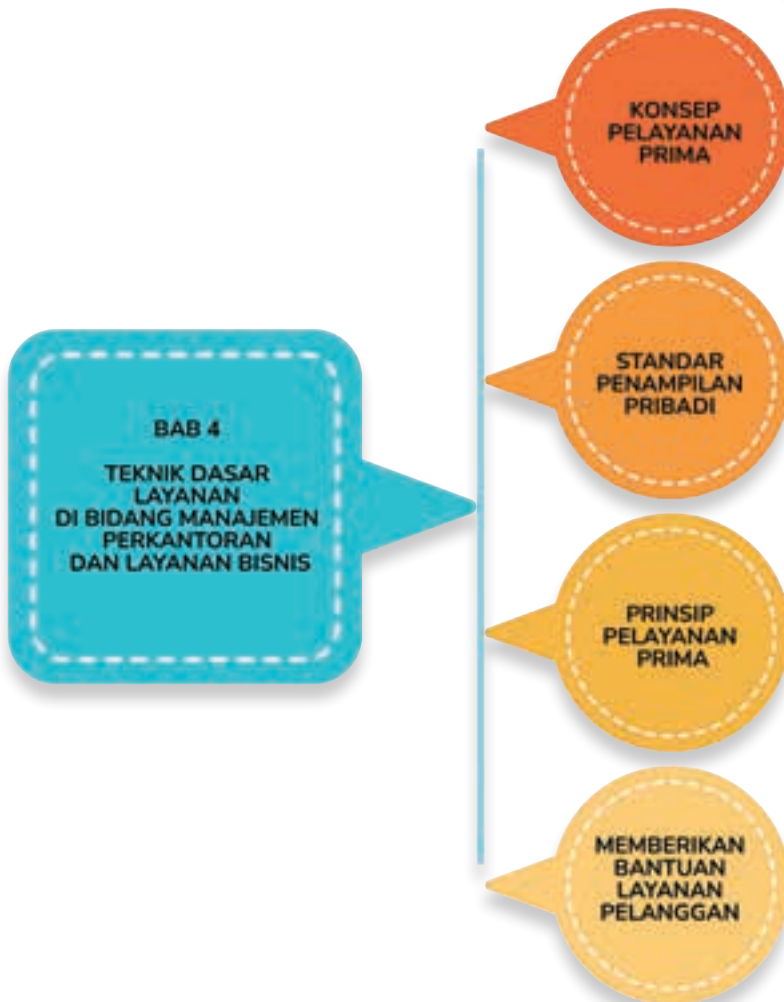 BAB 4
TEKNIK DASAR
LAYANAN
DI BIDANG MANAJEMEN
PERKANTORAN
DAN LAYANAN BISNIS
KONSEP
PELAYANAN
PRIMA
STANDAR
PENAMPILAN
PRIBADI
PRINSIP
PELAYANAN
PRIMA
MEMBERIKAN
BANTUAN
LAYANAN
PELANGGAN